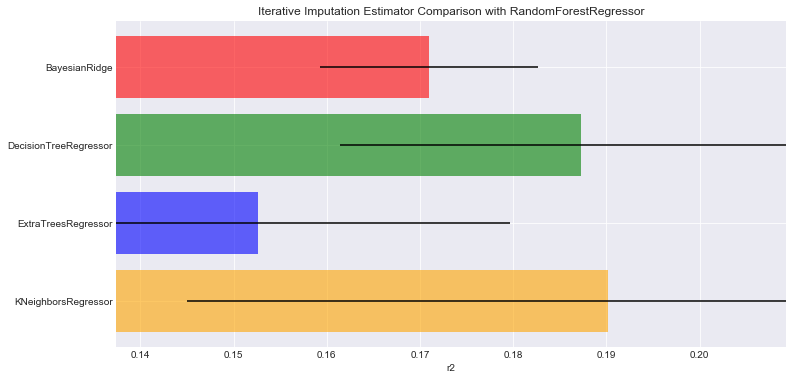 Iterative Imputation Estimator Comparison with RandomForestRegressor
BayesianRidge
DecisionTreeRegressor
ExtraTreesRegressor
KNeighborsRegressor
0.14 0.15 0.16 0.17 0.18 0.19 0.20
r2